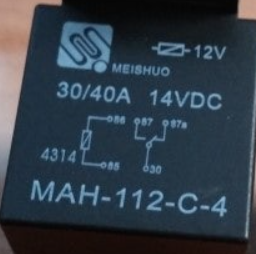 12V
MEISHUO
30/40A 14VDC
86 87 87a
4314
85 30
MAH-112-C-4